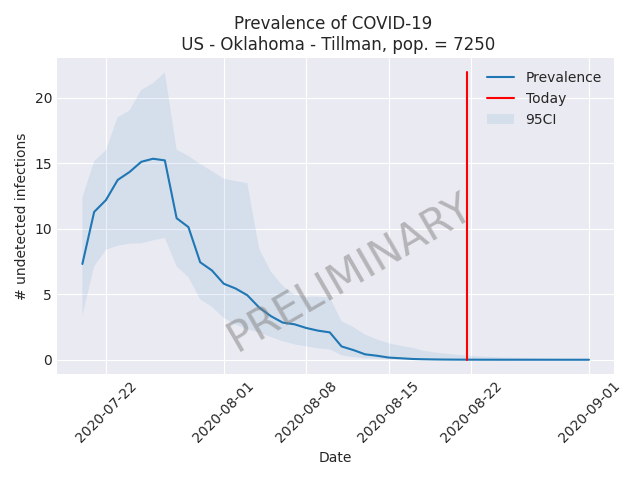 Prevalence of COVID-19
US - Oklahoma - Tillman, pop. = 7250
Prevalence
Today
95CI
PRELIMINARY
# undetected infections
20
15
10
5
0
2020-07-22
2020-08-01
2020-08-08
2020-08-15
2020-08-22
2020-09-01
Date